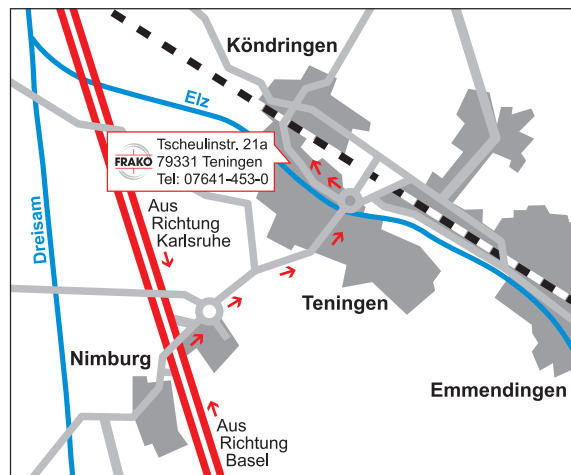 Köndringen
Elz
FRAKO
Tscheulinstr. 21a
79331 Teningen
Tel: 07641-453-0
Dreisam
Aus
Richtung
Karlsruhe
Teningen
Nimburg
Emmendingen
Aus
Richtung
Basel